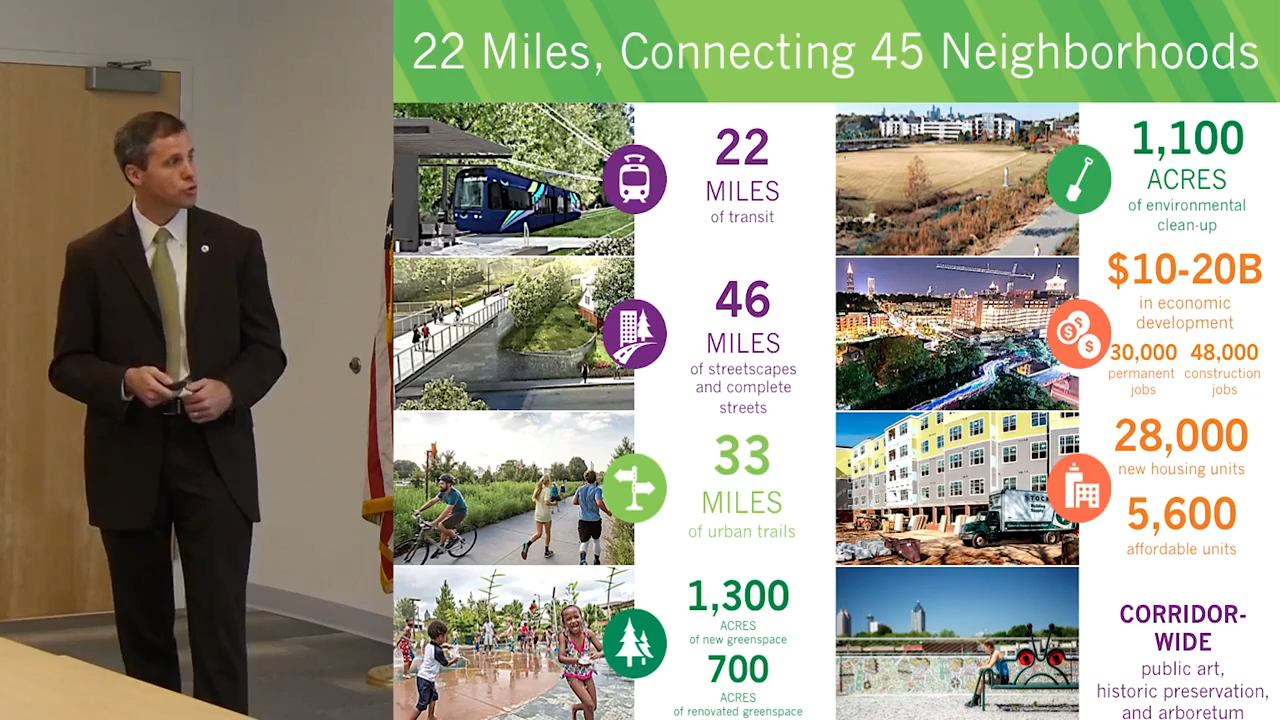 22 Miles, Connecting 45 Neighborhoods
22
MILES
of transit
46
MILES
of streetscapes
and complete
streets
33
MILES
of urban trails
1,300
ACRES
of new greenspace
700
ACRES
of renovated greenspace
1,100
ACRES
of environmental
clean-up
$10-20B
in economic
development
30,000 48,000
permanent construction
jobs jobs
28,000
new housing units
5,600
affordable units
CORRIDOR-
WIDE
public art,
historic preservation,
and arboretum
STOCK